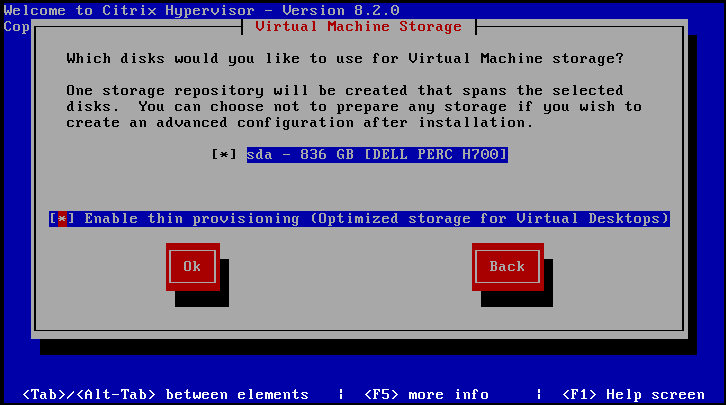 Welcome to Citrix Hypervisor - Version 8.2.0
Cop
Virtual Machine Storage
Which disks would you like to use for Virtual Machine storage?
One storage repository will be created that spans the selected
disks.  You can choose not to prepare any storage if you wish to
create an advanced configuration after installation.
[*] sda - 836 GB [DELL PERC H700]
[*] Enable thin provisioning (Optimized storage for Virtual Desktops)
Ok
Back
<Tab>/<Alt-Tab> between elements   |  <F5> more info     |  <F1> Help screen